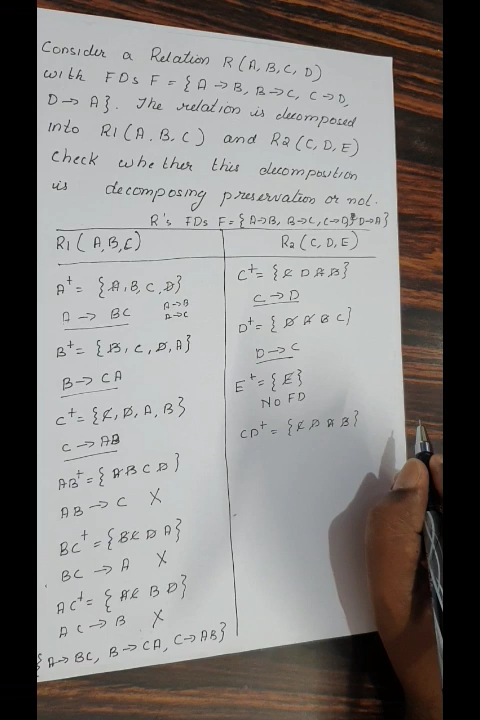 Consider a Relation R(A, B, C, D)
with FDs F = {A → B, B → C, C → D,
D → A}. The relation is decomposed
into R1(A, B, C) and R2(C, D, E)
Check whether this decomposition
is decomposing preservation or not.
R's FDs F = {A→B, B→C, C→D, D→A}
R1 (A,B,C)
A+ = {A, B, C, D}
A → BC
A→B
A→C
B+ = {B, C, D, A}
B → CA
C+ = {C, D, A, B}
C → AB
AB+ = {A B C D}
AB → C X
BC+ = {B C D A}
BC → A X
AC+ = {A C B D}
AC → B X
{A→BC, B→CA, C→AB}
R2 (C, D, E)
C+ = {C D A B}
C → D
D+ = {D A B C}
D → C
E+ = {E}
NO FD
CD+ = {C D A B}